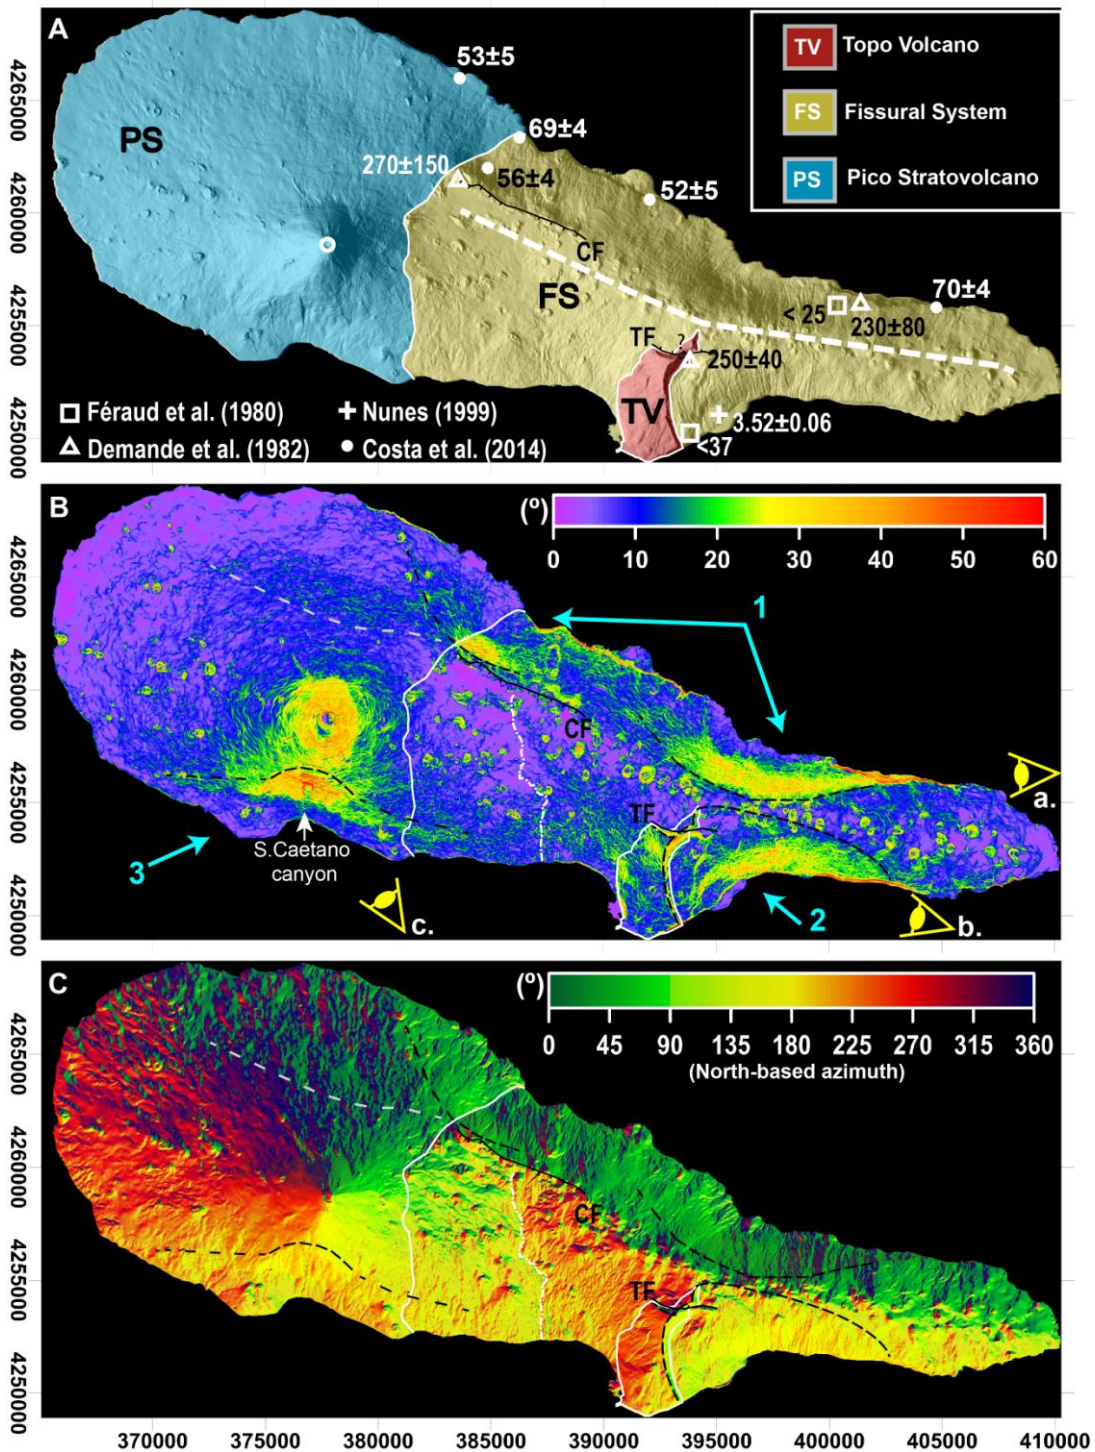 A
53±5
TV Topo Volcano
FS Fissural System
PS Pico Stratovolcano
PS
69±4
270±150
56±4
52±5
CF
FS
70±4
< 25
230±80
TF
?
250±40
TV
3.52±0.06
<37
Féraud et al. (1980)
Nunes (1999)
Demande et al. (1982)
Costa et al. (2014)
4265000
4260000
4255000
4250000
B
(º)
0 10 20 30 40 50 60
1
CF
TF
a.
S.Caetano
canyon
3
c.
2
b.
4265000
4260000
4255000
4250000
C
(º)
0 45 90 135 180 225 270 315 360
(North-based azimuth)
CF
TF
4265000
4260000
4255000
4250000
370000 375000 380000 385000 390000 395000 400000 405000 410000